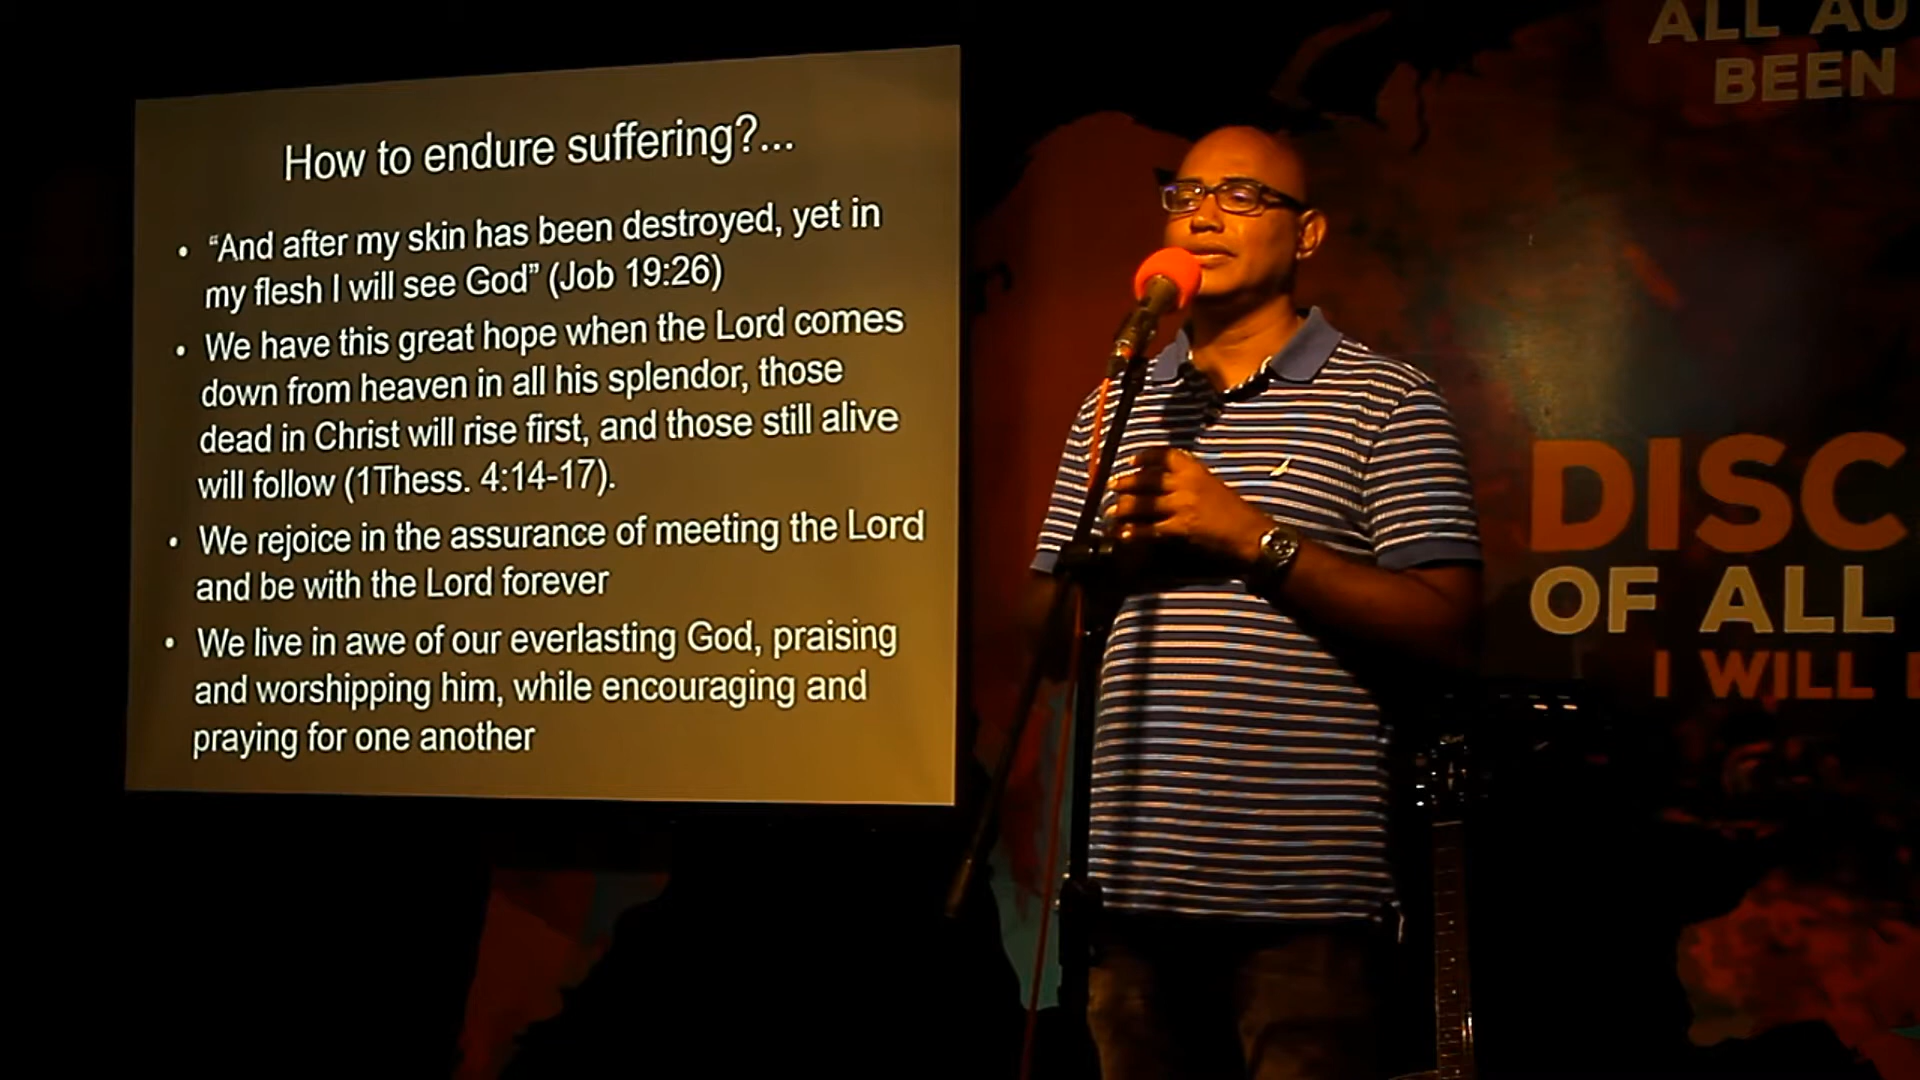 How to endure suffering?...
• “And after my skin has been destroyed, yet in
my flesh I will see God” (Job 19:26)
• We have this great hope when the Lord comes
down from heaven in all his splendor, those
dead in Christ will rise first, and those still alive
will follow (1Thess. 4:14-17).
• We rejoice in the assurance of meeting the Lord
and be with the Lord forever
• We live in awe of our everlasting God, praising
and worshipping him, while encouraging and
praying for one another
ALL AU
BEEN
DISC
OF ALL
I WILL